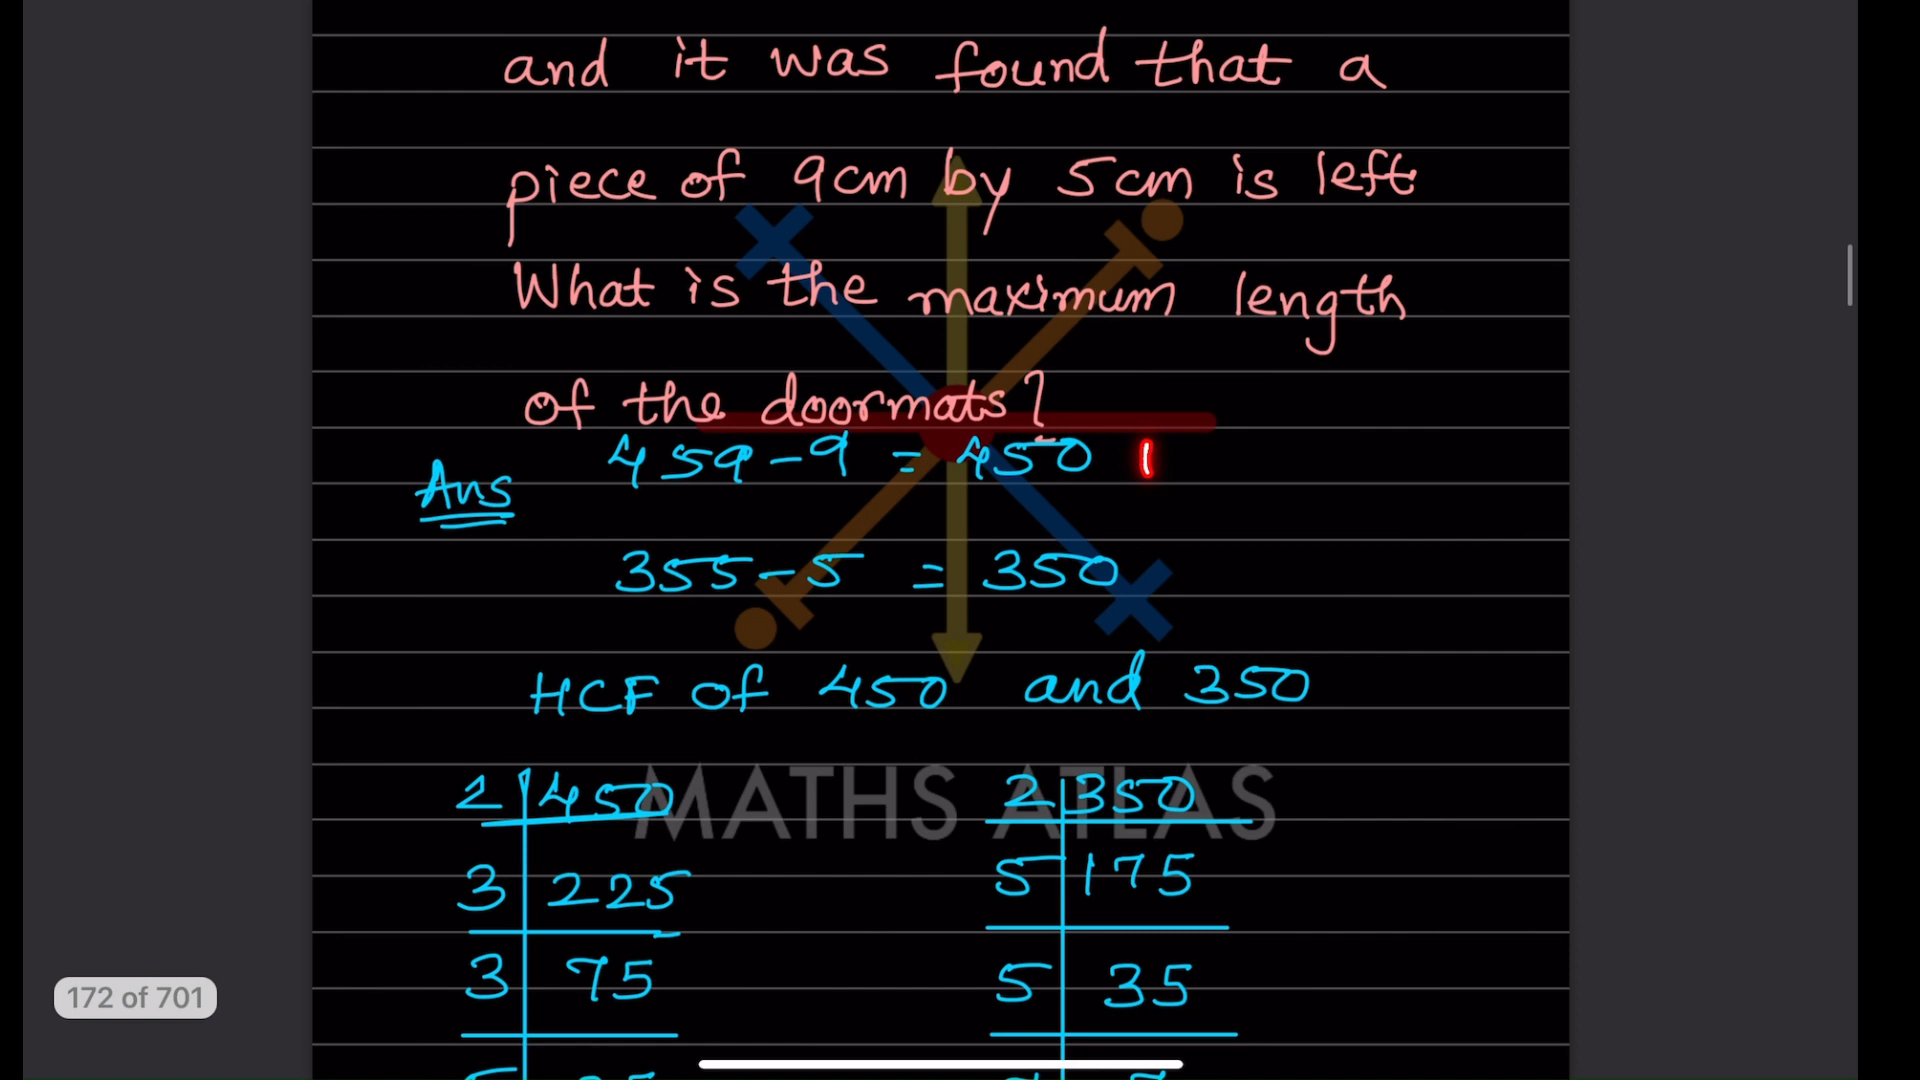 and it was found that a
piece of 9cm by 5cm is left.
What is the maximum length
of the doormats?
Ans 459-9 = 450
355-5 = 350
HCF of 450 and 350
MATHS ATLAS
2 450 2 350
3 225 5 175
3 75 5 35
172 of 701